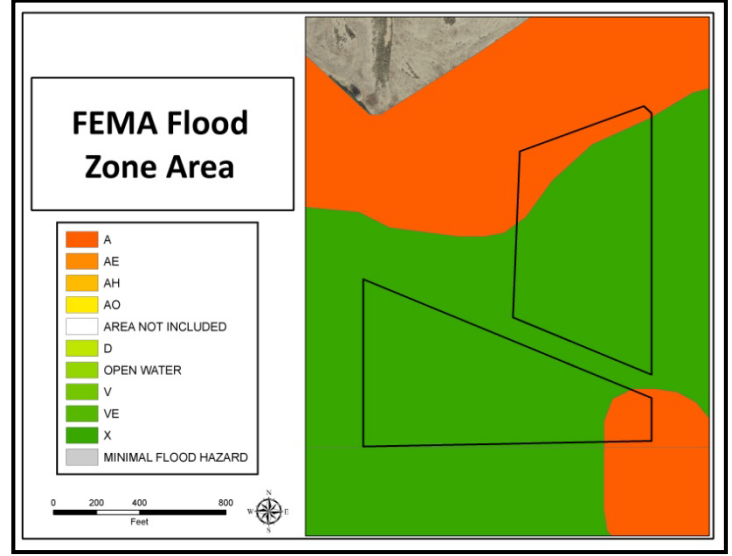 FEMA Flood
Zone Area
A
AE
AH
AO
AREA NOT INCLUDED
D
OPEN WATER
V
VE
X
MINIMAL FLOOD HAZARD
0 200 400 800
Feet
N
W E
S